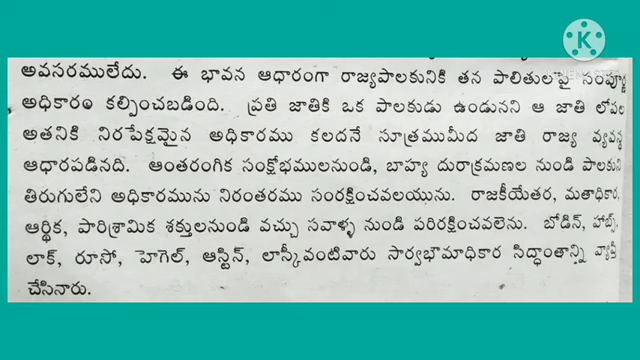 అవసరములేదు. ఈ భావన ఆధారంగా రాజ్యపాలకునికి తన పాలితులపై సంపూర్ణ
అధికారం కల్పించబడింది. ప్రతి జాతికి ఒక పాలకుడు ఉండునని ఆ జాతి లోపల
అతనికి నిరపేక్షమైన అధికారము కలదనే సూత్రముమీద జాతి రాజ్య వ్యవస్థ
ఆధారపడినది. ఆంతరంగిక సంక్షోభములనుండి, బాహ్య దురాక్రమణల నుండి పాలకుని
తిరుగులేని అధికారమును నిరంతరము సంరక్షించవలయును. రాజకీయేతర, మతాధికార,
ఆర్థిక, పారిశ్రామిక శక్తులనుండి వచ్చు సవాళ్ళ నుండి పరిరక్షించవలెను. బోడిన్, హాబ్స్,
లాక్, రూసో, హెగెల్, ఆస్టిన్, లాస్కీవంటివారు సార్వభౌమాధికార సిద్ధాంతాన్ని
చేసినారు.